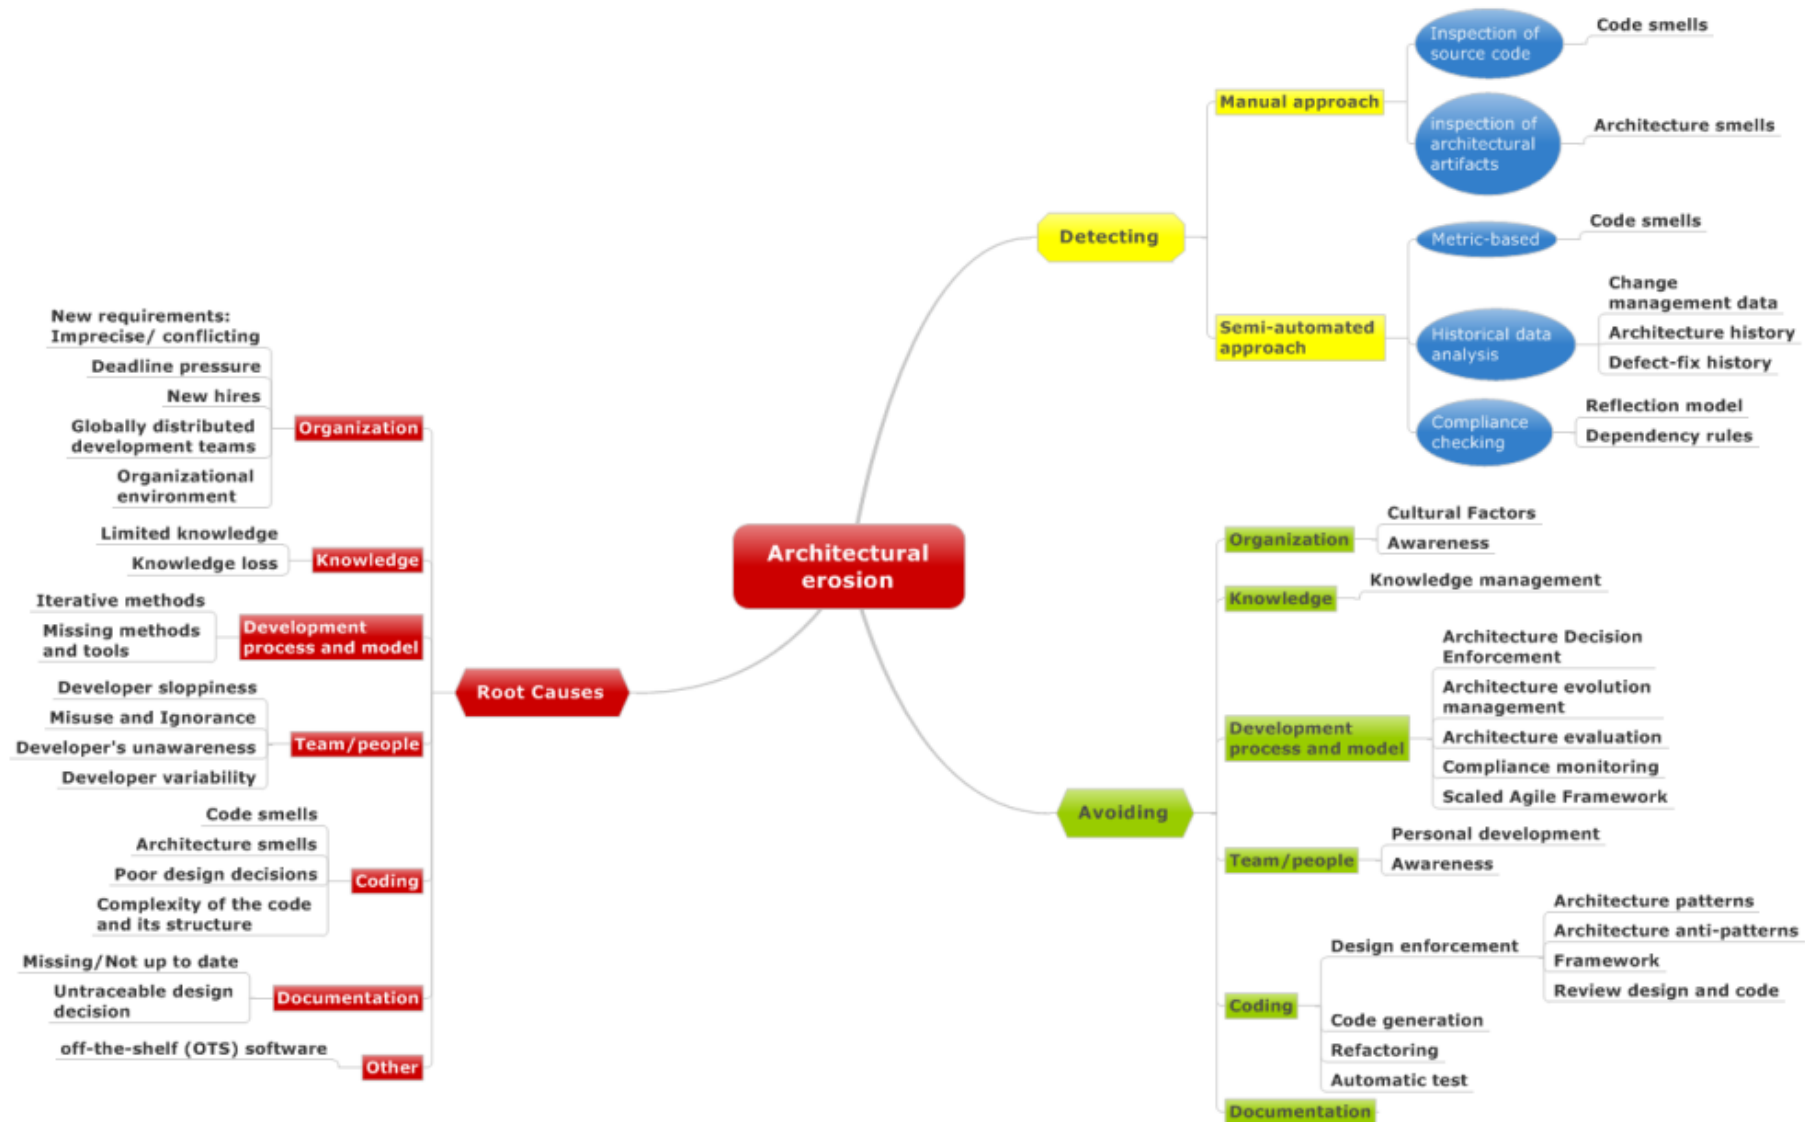 Architectural
erosion
Detecting
Manual approach
Inspection of
source code
Code smells
inspection of
architectural
artifacts
Architecture smells
Semi-automated
approach
Metric-based
Code smells
Historical data
analysis
Change
management data
Architecture history
Defect-fix history
Compliance
checking
Reflection model
Dependency rules
Avoiding
Organization
Cultural Factors
Awareness
Knowledge
Knowledge management
Development
process and model
Architecture Decision
Enforcement
Architecture evolution
management
Architecture evaluation
Compliance monitoring
Scaled Agile Framework
Team/people
Personal development
Awareness
Coding
Design enforcement
Architecture patterns
Architecture anti-patterns
Framework
Review design and code
Code generation
Refactoring
Automatic test
Documentation
Root Causes
Organization
New requirements:
Imprecise/ conflicting
Deadline pressure
New hires
Globally distributed
development teams
Organizational
environment
Knowledge
Limited knowledge
Knowledge loss
Development
process and model
Iterative methods
Missing methods
and tools
Team/people
Developer sloppiness
Misuse and Ignorance
Developer's unawareness
Developer variability
Coding
Code smells
Architecture smells
Poor design decisions
Complexity of the code
and its structure
Documentation
Missing/Not up to date
Untraceable design
decision
Other
off-the-shelf (OTS) software